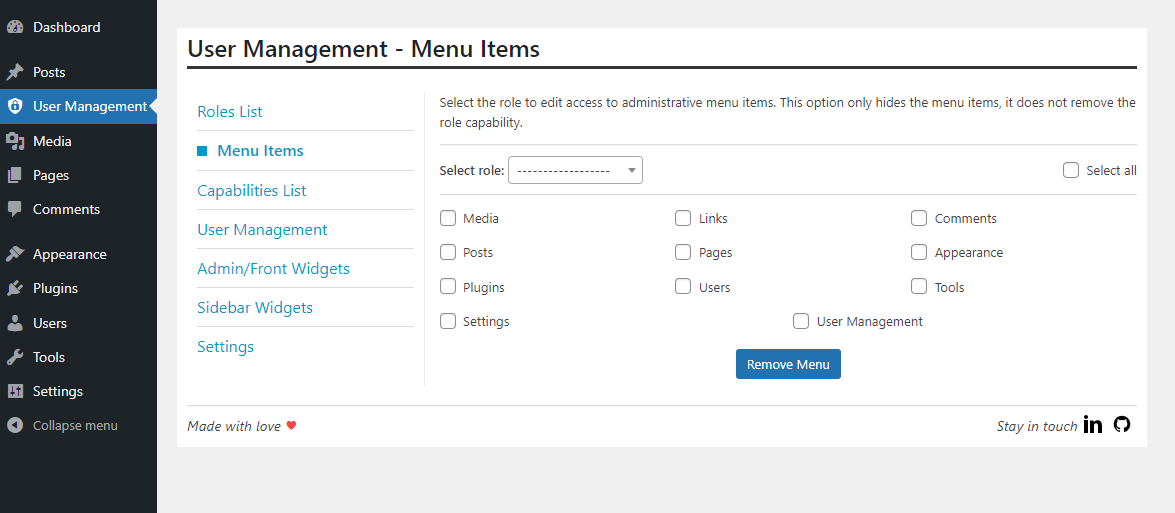 Dashboard
Posts
User Management
Media
Pages
Comments
Appearance
Plugins
Users
Tools
Settings
Collapse menu
User Management - Menu Items
Roles List
Menu Items
Capabilities List
User Management
Admin/Front Widgets
Sidebar Widgets
Settings
Select the role to edit access to administrative menu items. This option only hides the menu items, it does not remove the
role capability.
Select role: ------------------
Select all
Media
Links
Comments
Posts
Pages
Appearance
Plugins
Users
Tools
Settings
User Management
Remove Menu
Made with love
Stay in touch in